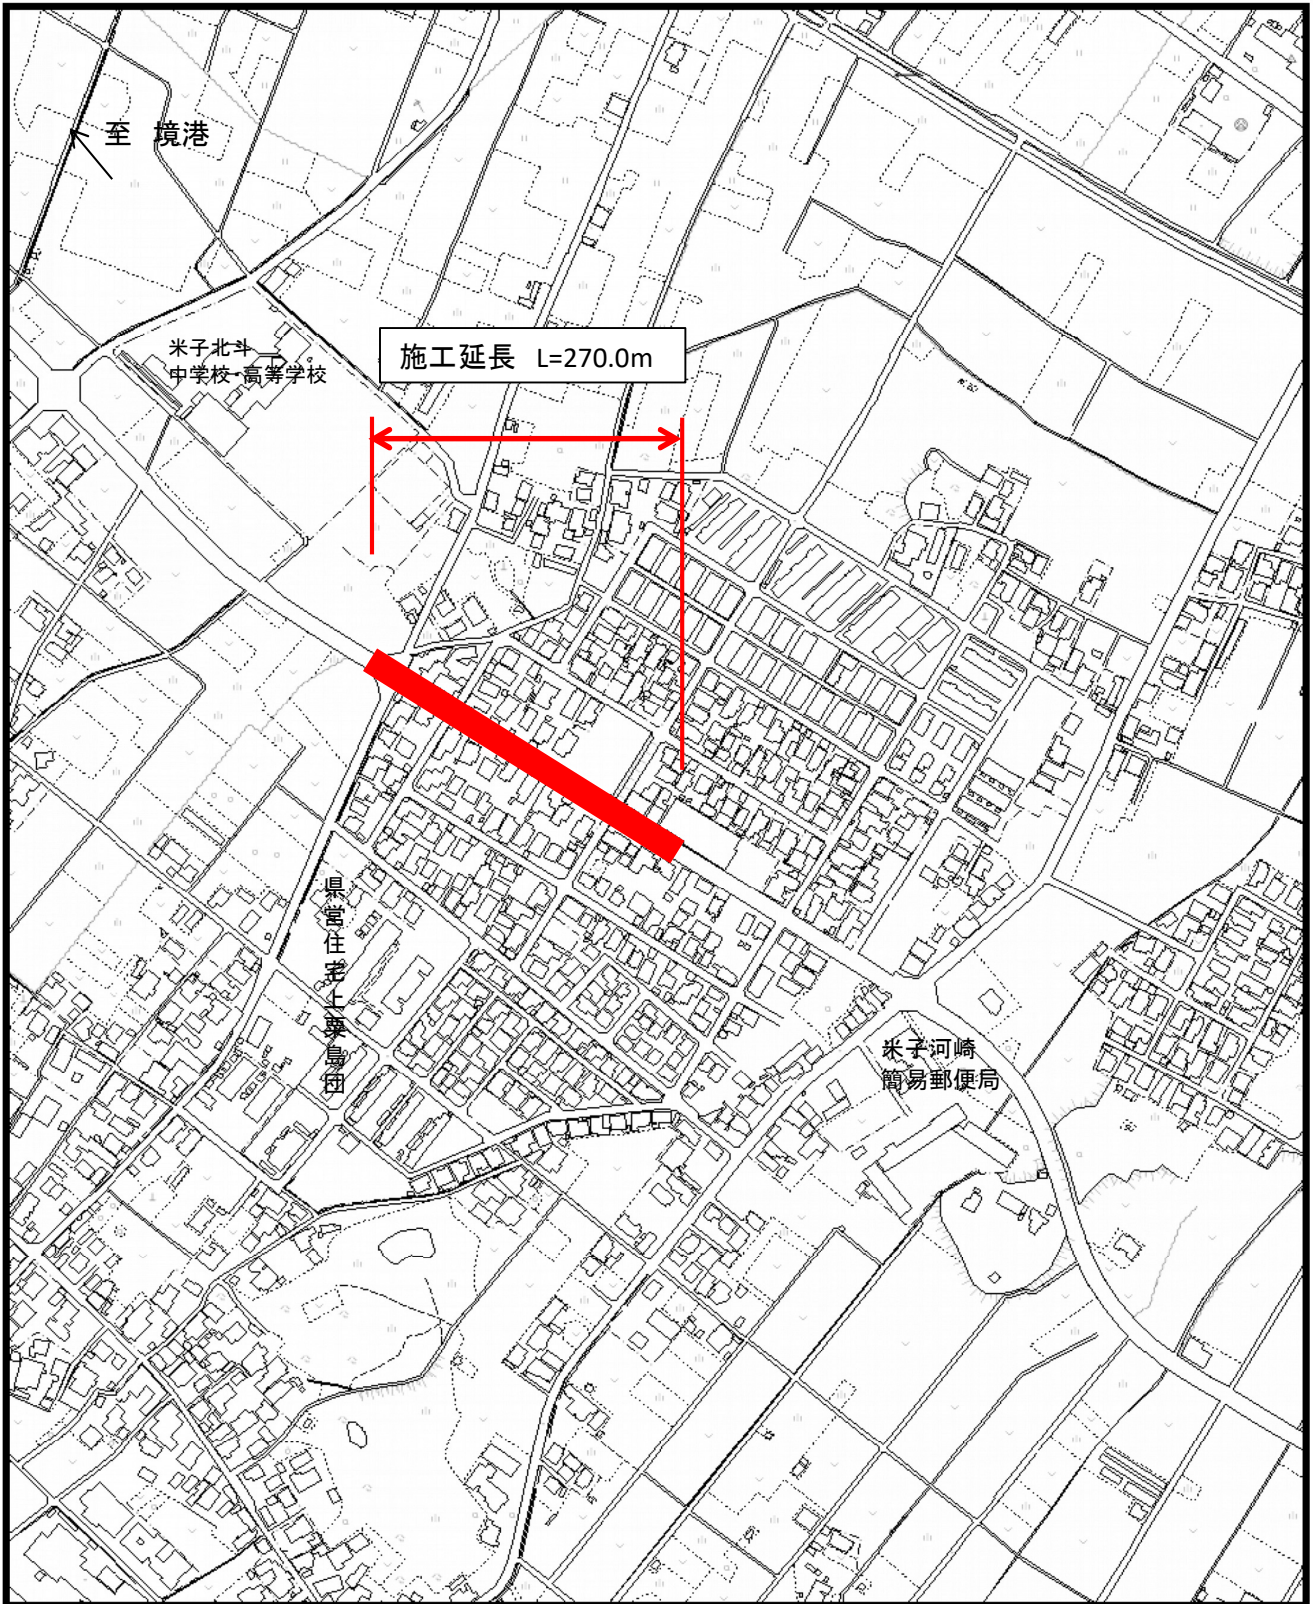 至 境港
米子北斗
中学校・高等学校
施工延長 L=270.0m
県営住宅上粟島団
米子河崎
簡易郵便局